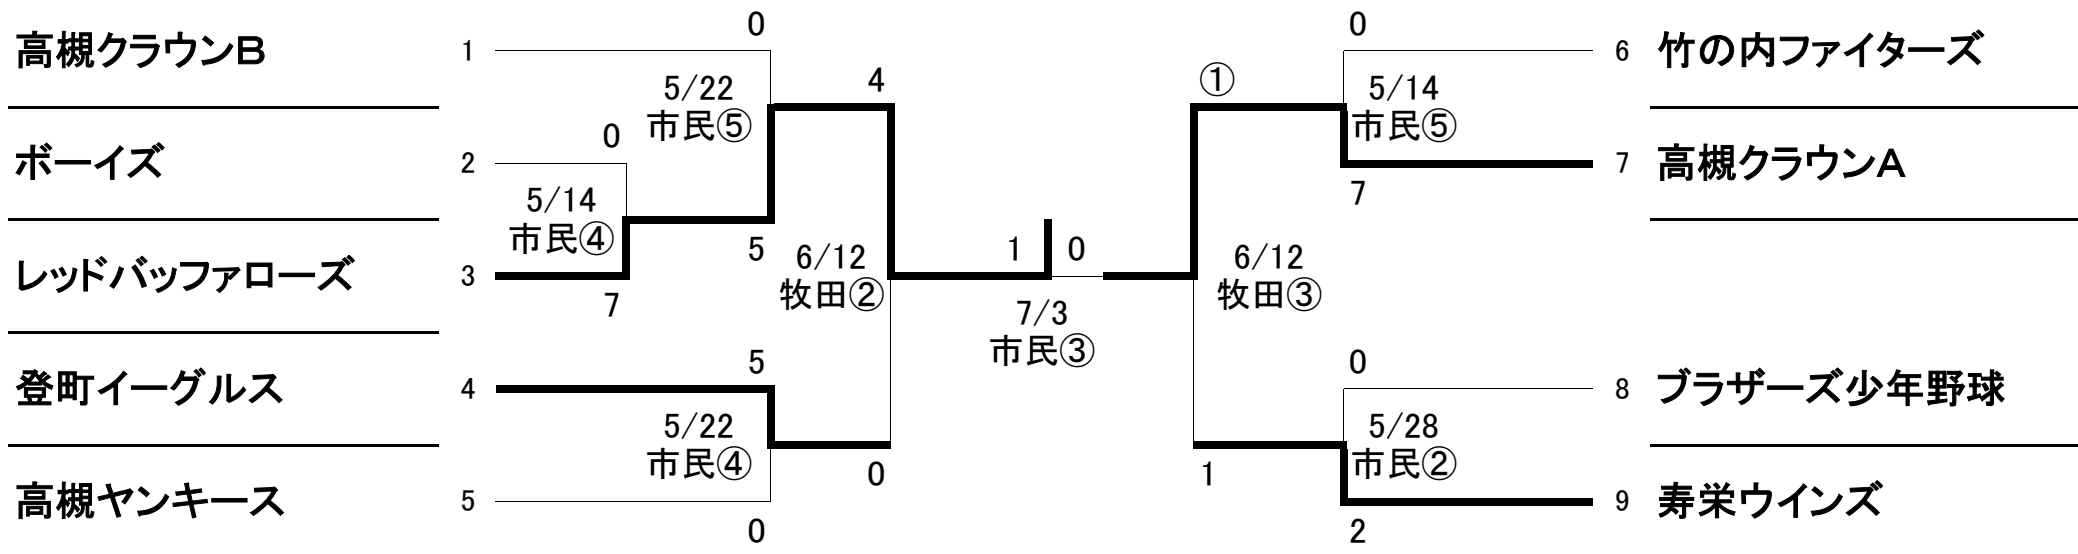 高槻クラウンB
1
0
ボーイズ
2
0
レッドバッファローズ
3
7
5/14
市民④
5/22
市民⑤
5
4
登町イーグルス
4
5
高槻ヤンキース
5
0
5/22
市民④
0
6/12
牧田②
1
0
7/3
市民③
①
6/12
牧田③
1
0
6
竹の内ファイターズ
5/14
市民⑤
7
7
高槻クラウンA
0
8
ブラザーズ少年野球
5/28
市民②
2
9
寿栄ウインズ